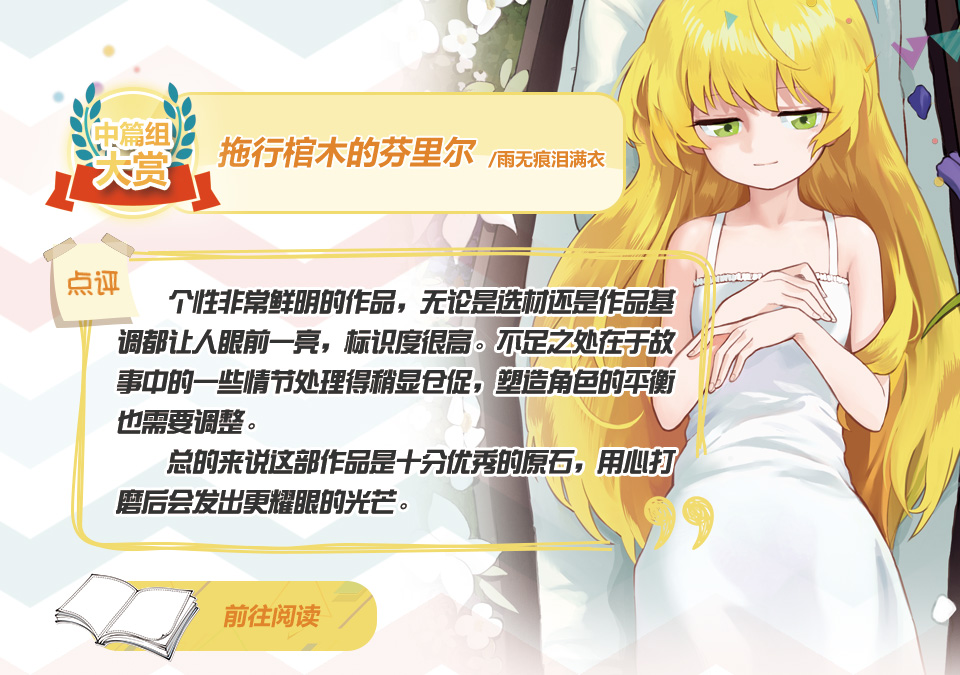 中篇组
大赏
拖行棺木的芬里尔 /雨无痕泪满衣
点评
个性非常鲜明的作品，无论是选材还是作品基
调都让人眼前一亮，标识度很高。不足之处在于故
事中的一些情节处理得稍显仓促，塑造角色的平衡
也需要调整。
总的来说这部作品是十分优秀的原石，用心打
磨后会发出更耀眼的光芒。
前往阅读